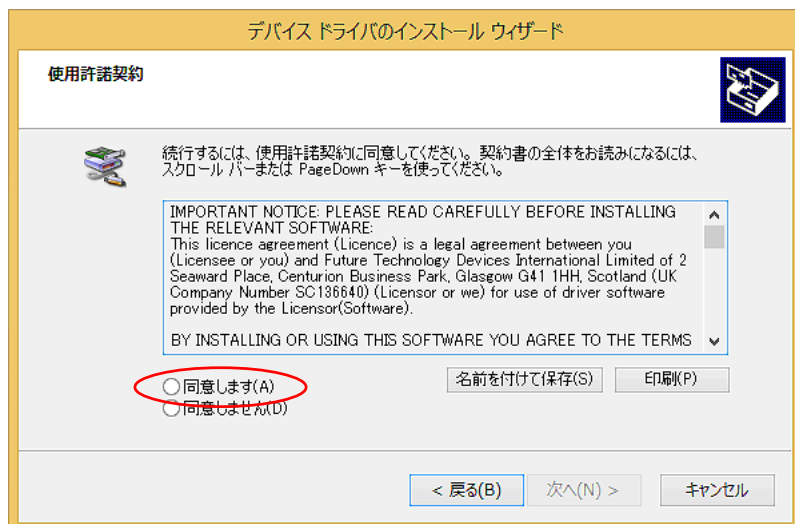 デバイス ドライバのインストール ウィザード
使用許諾契約
続行するには、使用許諾契約に同意してください。契約書の全体をお読みになるには、
スクロール バーまたは PageDown キーを使ってください。
IMPORTANT NOTICE: PLEASE READ CAREFULLY BEFORE INSTALLING
THE RELEVANT SOFTWARE:
This licence agreement (Licence) is a legal agreement between you
(Licensee or you) and Future Technology Devices International Limited of 2
Seaward Place, Centurion Business Park, Glasgow G41 1HH, Scotland (UK
Company Number SC136640) (Licensor or we) for use of driver software
provided by the Licensor(Software).
BY INSTALLING OR USING THIS SOFTWARE YOU AGREE TO THE TERMS
同意します(A)
同意しません(D)
名前を付けて保存(S)
印刷(P)
< 戻る(B)
次へ(N) >
キャンセル